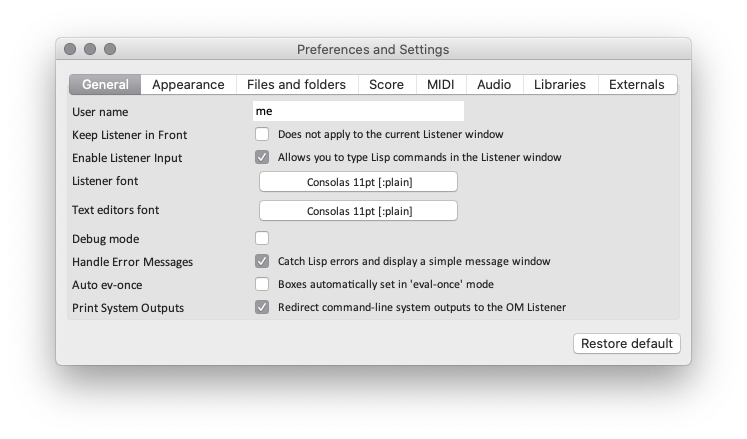 Preferences and Settings
General Appearance Files and folders Score MIDI Audio Libraries Externals
User name me
Keep Listener in Front Does not apply to the current Listener window
Enable Listener Input Allows you to type Lisp commands in the Listener window
Listener font Consolas 11pt [:plain]
Text editors font Consolas 11pt [:plain]
Debug mode
Handle Error Messages Catch Lisp errors and display a simple message window
Auto ev-once Boxes automatically set in 'eval-once' mode
Print System Outputs Redirect command-line system outputs to the OM Listener
Restore default